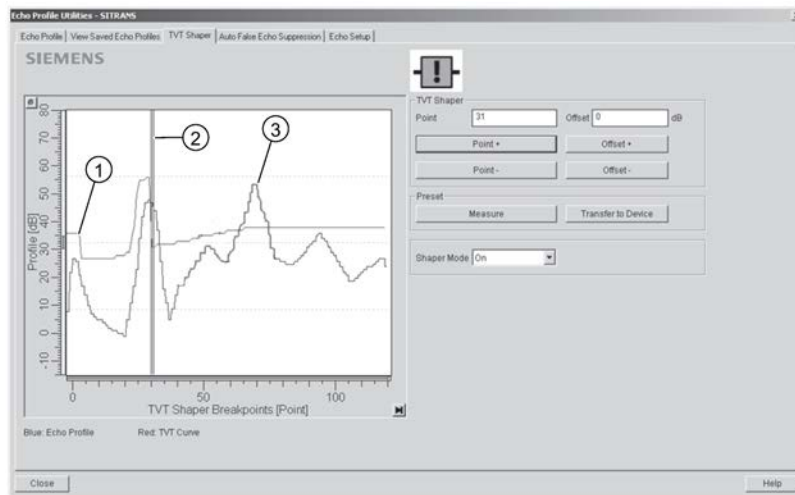 Echo Profile Utilities - SITRANS
Echo Profile
View Saved Echo Profiles
TVT Shaper
Auto False Echo Suppression
Echo Setup
SIEMENS
!
TVT Shaper
Point 31 Offset 0 dB
Point + Offset +
Point - Offset -
Preset
Measure Transfer to Device
Shaper Mode On
80
70
60
50
40
30
20
10
0
-10
Profile [dB]
1
2
3
0 50 100
TVT Shaper Breakpoints [Point]
Blue: Echo Profile Red: TVT Curve
Close Help